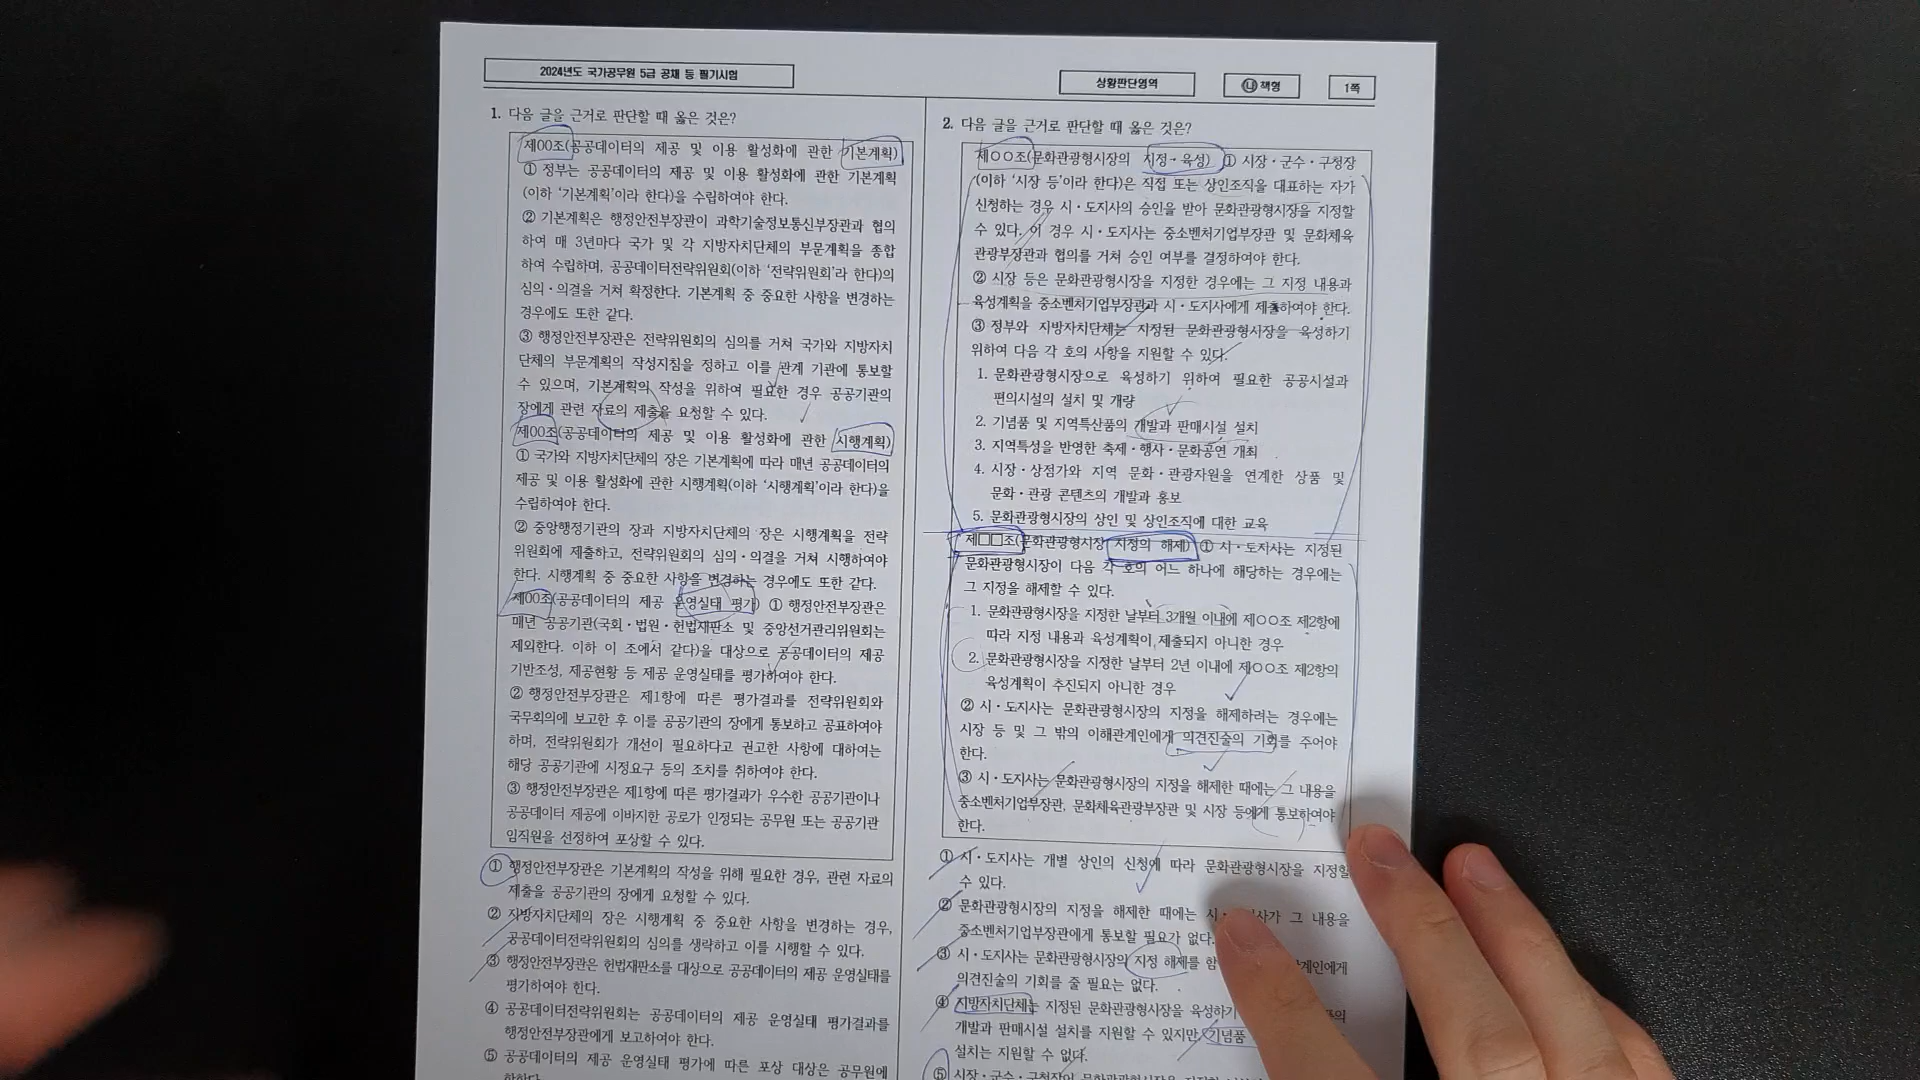 2024년도 국가공무원 5급 공채 등 필기시험
상황판단영역
㉯ 책형
1쪽
1. 다음 글을 근거로 판단할 때 옳은 것은?
제00조(공공데이터의 제공 및 이용 활성화에 관한 기본계획)
① 정부는 공공데이터의 제공 및 이용 활성화에 관한 기본계획
(이하 ‘기본계획’이라 한다)을 수립하여야 한다.
② 기본계획은 행정안전부장관이 과학기술정보통신부장관과 협의
하여 매 3년마다 국가 및 각 지방자치단체의 부문계획을 종합
하여 수립하며, 공공데이터전략위원회(이하 ‘전략위원회’라 한다)의
심의·의결을 거쳐 확정한다. 기본계획 중 중요한 사항을 변경하는
경우에도 또한 같다.
③ 행정안전부장관은 전략위원회의 심의를 거쳐 국가와 지방자치
단체의 부문계획의 작성지침을 정하고 이를 관계 기관에 통보할
수 있으며, 기본계획의 작성을 위하여 필요한 경우 공공기관의
장에게 관련 자료의 제출을 요청할 수 있다.
제00조(공공데이터의 제공 및 이용 활성화에 관한 시행계획)
① 국가와 지방자치단체의 장은 기본계획에 따라 매년 공공데이터의
제공 및 이용 활성화에 관한 시행계획(이하 ‘시행계획’이라 한다)을
수립하여야 한다.
② 중앙행정기관의 장과 지방자치단체의 장은 시행계획을 전략
위원회에 제출하고, 전략위원회의 심의·의결을 거쳐 시행하여야
한다. 시행계획 중 중요한 사항을 변경하는 경우에도 또한 같다.
제00조(공공데이터의 제공 운영실태 평가) ① 행정안전부장관은
매년 공공기관(국회·법원·헌법재판소 및 중앙선거관리위원회는
제외한다. 이하 이 조에서 같다)을 대상으로 공공데이터의 제공
기반조성, 제공현황 등 제공 운영실태를 평가하여야 한다.
② 행정안전부장관은 제1항에 따른 평가결과를 전략위원회와
국무회의에 보고한 후 이를 공공기관의 장에게 통보하고 공표하여야
하며, 전략위원회가 개선이 필요하다고 권고한 사항에 대하여는
해당 공공기관에 시정요구 등의 조치를 취하여야 한다.
③ 행정안전부장관은 제1항에 따른 평가결과가 우수한 공공기관이나
공공데이터 제공에 이바지한 공로가 인정되는 공무원 또는 공공기관
임직원을 선정하여 포상할 수 있다.
① 행정안전부장관은 기본계획의 작성을 위해 필요한 경우, 관련 자료의
제출을 공공기관의 장에게 요청할 수 있다.
② 지방자치단체의 장은 시행계획 중 중요한 사항을 변경하는 경우,
공공데이터전략위원회의 심의를 생략하고 이를 시행할 수 있다.
③ 행정안전부장관은 헌법재판소를 대상으로 공공데이터의 제공 운영실태를
평가하여야 한다.
④ 공공데이터전략위원회는 공공데이터의 제공 운영실태 평가결과를
행정안전부장관에게 보고하여야 한다.
⑤ 공공데이터의 제공 운영실태 평가에 따른 포상 대상은 공무원에
2. 다음 글을 근거로 판단할 때 옳은 것은?
제○○조(문화관광형시장의 지정·육성) ① 시장·군수·구청장
(이하 ‘시장 등’이라 한다)은 직접 또는 상인조직을 대표하는 자가
신청하는 경우 시·도지사의 승인을 받아 문화관광형시장을 지정할
수 있다. 이 경우 시·도지사는 중소벤처기업부장관 및 문화체육
관광부장관과 협의를 거쳐 승인 여부를 결정하여야 한다.
② 시장 등은 문화관광형시장을 지정한 경우에는 그 지정 내용과
육성계획을 중소벤처기업부장관과 시·도지사에게 제출하여야 한다.
③ 정부와 지방자치단체는 지정된 문화관광형시장을 육성하기
위하여 다음 각 호의 사항을 지원할 수 있다.
1. 문화관광형시장으로 육성하기 위하여 필요한 공공시설과
편의시설의 설치 및 개량
2. 기념품 및 지역특산품의 개발과 판매시설 설치
3. 지역특성을 반영한 축제·행사·문화공연 개최
4. 시장·상점가와 지역 문화·관광자원을 연계한 상품 및
문화·관광 콘텐츠의 개발과 홍보
5. 문화관광형시장의 상인 및 상인조직에 대한 교육
제□□조(문화관광형시장 지정의 해제) ① 시·도지사는 지정된
문화관광형시장이 다음 각 호의 어느 하나에 해당하는 경우에는
그 지정을 해제할 수 있다.
1. 문화관광형시장을 지정한 날부터 3개월 이내에 제○○조 제2항에
따라 지정 내용과 육성계획이 제출되지 아니한 경우
2. 문화관광형시장을 지정한 날부터 2년 이내에 제○○조 제2항의
육성계획이 추진되지 아니한 경우
② 시·도지사는 문화관광형시장의 지정을 해제하려는 경우에는
시장 등 및 그 밖의 이해관계인에게 의견진술의 기회를 주어야
한다.
③ 시·도지사는 문화관광형시장의 지정을 해제한 때에는 그 내용을
중소벤처기업부장관, 문화체육관광부장관 및 시장 등에게 통보하여야
한다.
① 시·도지사는 개별 상인의 신청에 따라 문화관광형시장을 지정할
수 있다.
② 문화관광형시장의 지정을 해제한 때에는 시· 가 그 내용을
중소벤처기업부장관에게 통보할 필요가 없다.
③ 시·도지사는 문화관광형시장의 지정 해제를
의견진술의 기회를 줄 필요는 없다.
④ 지방자치단체는 지정된 문화관광형시장을 육성하기
개발과 판매시설 설치를 지원할 수 있지만, 기념품
설치는 지원할 수 없다.